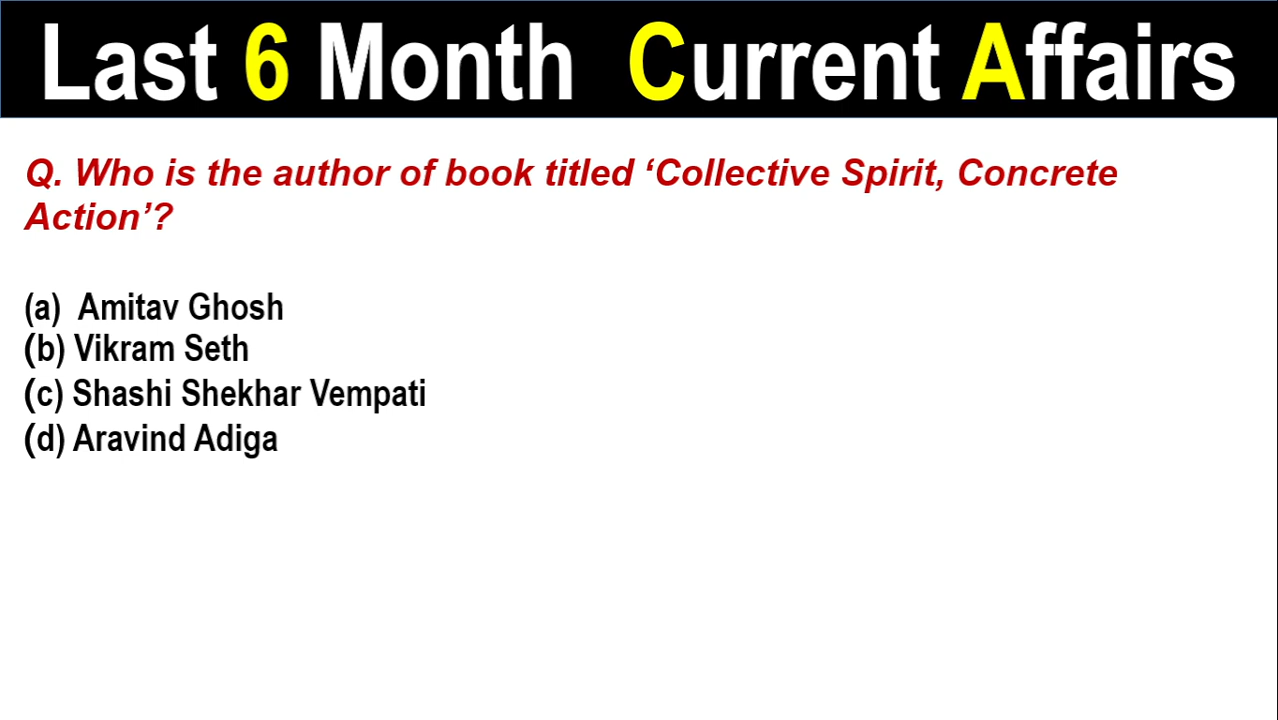 Last 6 Month Current Affairs
Q. Who is the author of book titled ‘Collective Spirit, Concrete
Action’?
(a) Amitav Ghosh
(b) Vikram Seth
(c) Shashi Shekhar Vempati
(d) Aravind Adiga